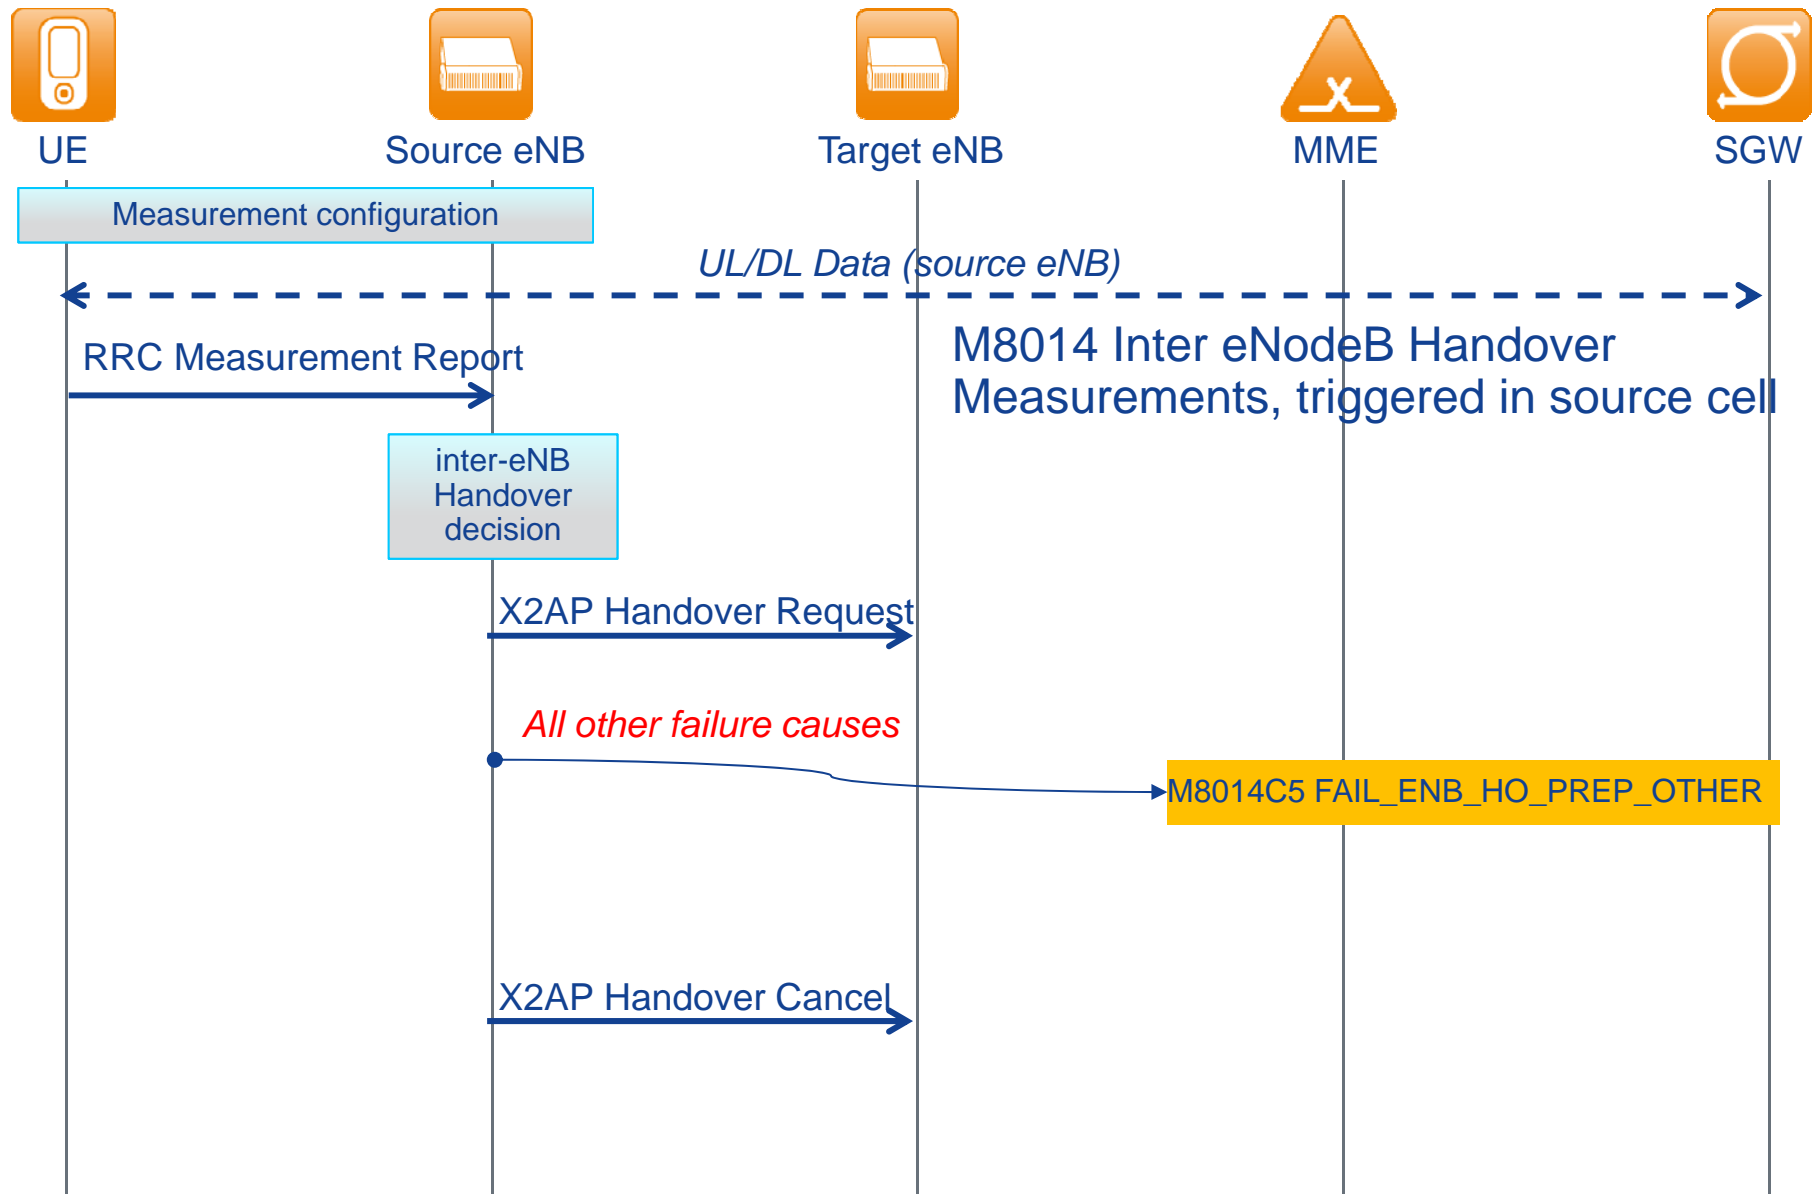 UE
Source eNB
Target eNB
MME
SGW
Measurement configuration
UL/DL Data (source eNB)
M8014 Inter eNodeB Handover
Measurements, triggered in source cell
RRC Measurement Report
inter-eNB
Handover
decision
X2AP Handover Request
All other failure causes
M8014C5 FAIL_ENB_HO_PREP_OTHER
X2AP Handover Cancel